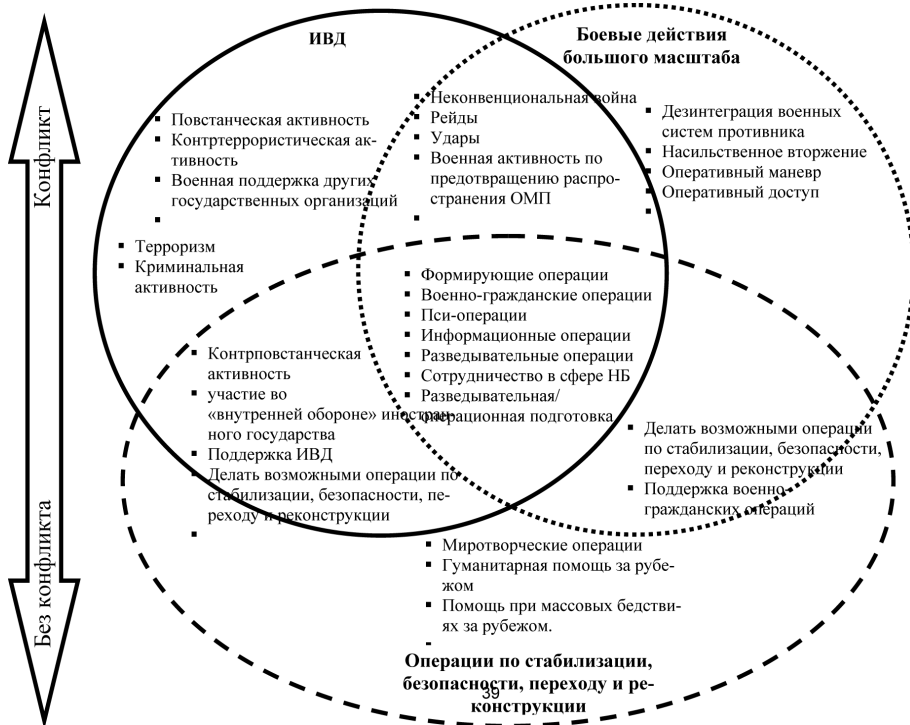 ИВД
Боевые действия
большого масштаба
Конфликт
Без конфликта
▪ Повстанческая активность
▪ Контртеррористическая ак-
тивность
▪ Военная поддержка других
государственных организаций
▪
▪ Терроризм
▪ Криминальная
активность
▪ Неконвенциональная война
▪ Рейды
▪ Удары
▪ Военная активность по
предотвращению распро-
странения ОМП
▪
▪ Дезинтеграция военных
систем противника
▪ Насильственное вторжение
▪ Оперативный маневр
▪ Оперативный доступ
▪
▪ Формирующие операции
▪ Военно-гражданские операции
▪ Пси-операции
▪ Информационные операции
▪ Разведывательные операции
▪ Сотрудничество в сфере НБ
▪ Разведывательная/
▪ операционная подготовка
▪ Контрповстанческая
активность
▪ участие во
«внутренней обороне» иностран-
ного государства
▪ Поддержка ИВД
▪ Делать возможными операции по
стабилизации, безопасности, пе-
реходу и реконструкции
▪
▪ Делать возможными операции
по стабилизации, безопасности,
переходу и реконструкции
▪ Поддержка военно-
гражданских операций
▪ Миротворческие операции
▪ Гуманитарная помощь за рубе-
жом
▪ Помощь при массовых бедстви-
ях за рубежом.
Операции по стабилизации,
безопасности, переходу и ре-
конструкции
39